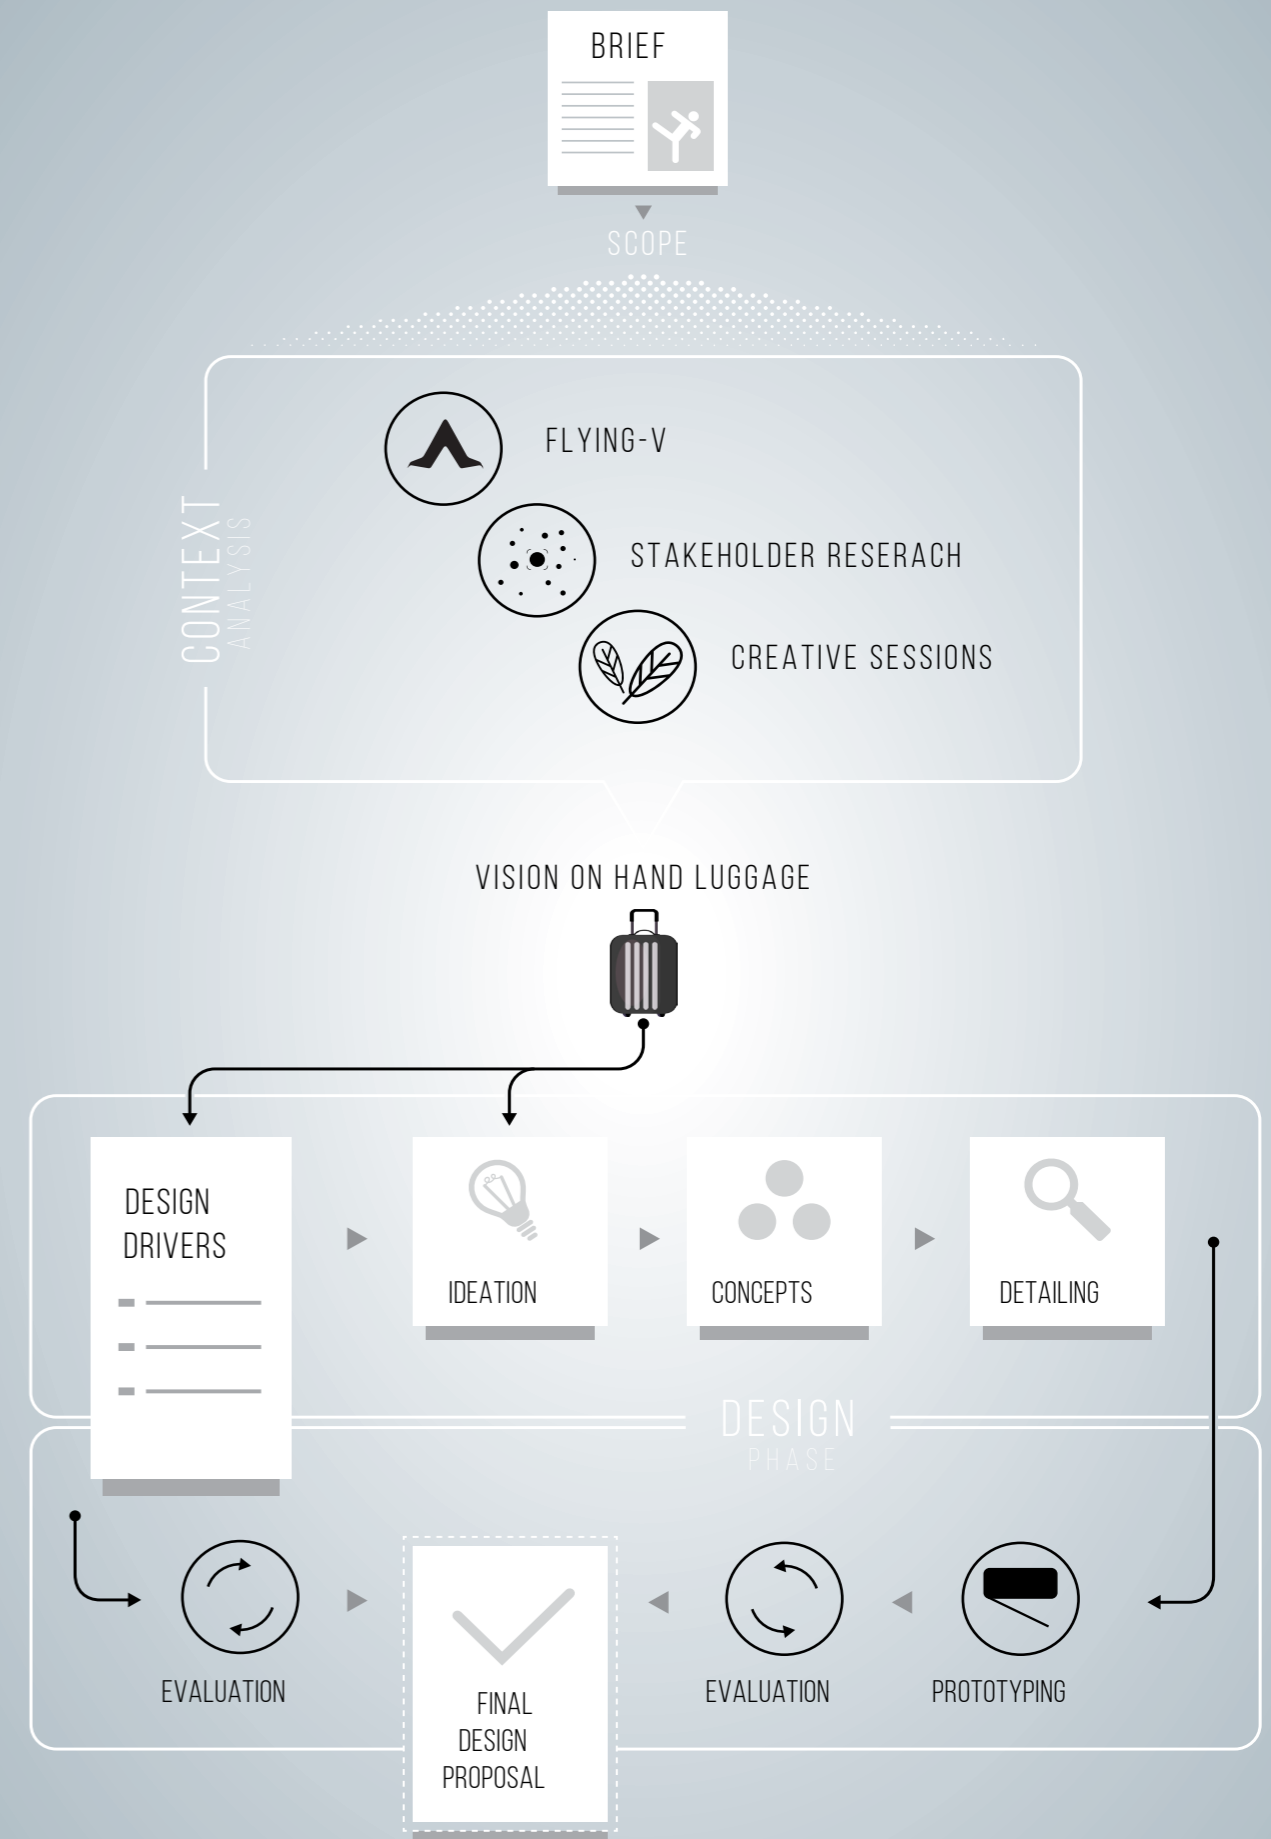 BRIEF
SCOPE
CONTEXT
ANALYSIS
FLYING-V
STAKEHOLDER RESERACH
CREATIVE SESSIONS
VISION ON HAND LUGGAGE
DESIGN
DRIVERS
IDEATION
CONCEPTS
DETAILING
DESIGN
PHASE
EVALUATION
FINAL
DESIGN
PROPOSAL
EVALUATION
PROTOTYPING